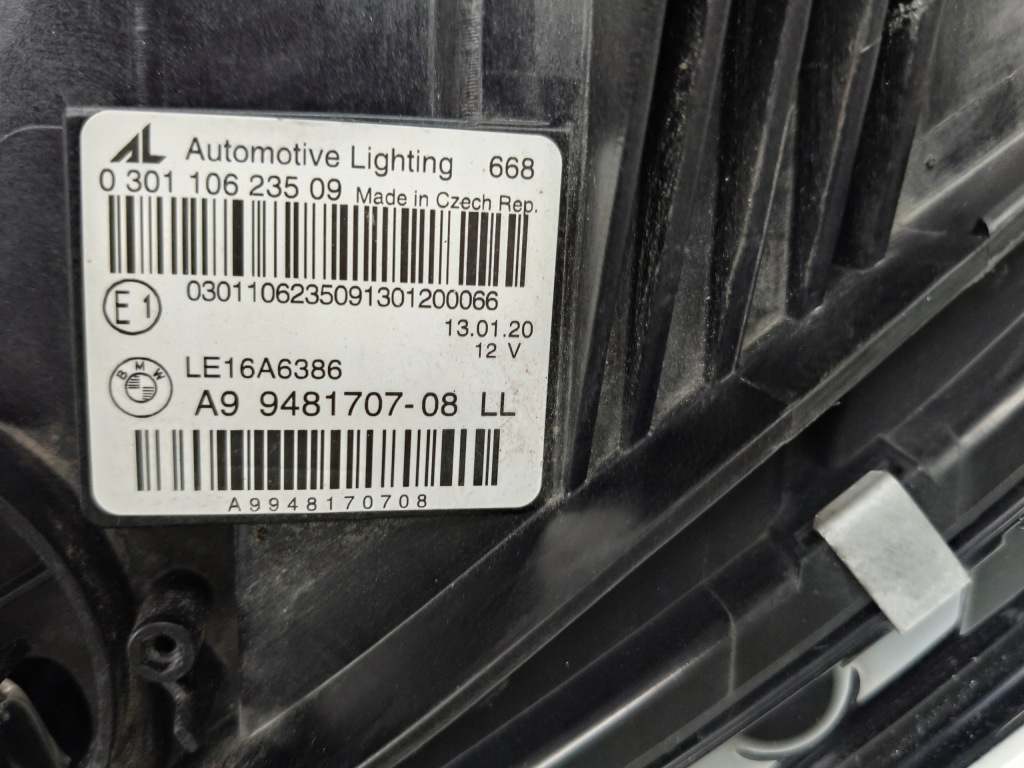 AL Automotive Lighting 668
0 301 106 235 09 Made in Czech Rep.
0301106235091301200066
E1
13.01.20
12 V
BMW
LE16A6386
A9 9481707-08 LL
A9948170708